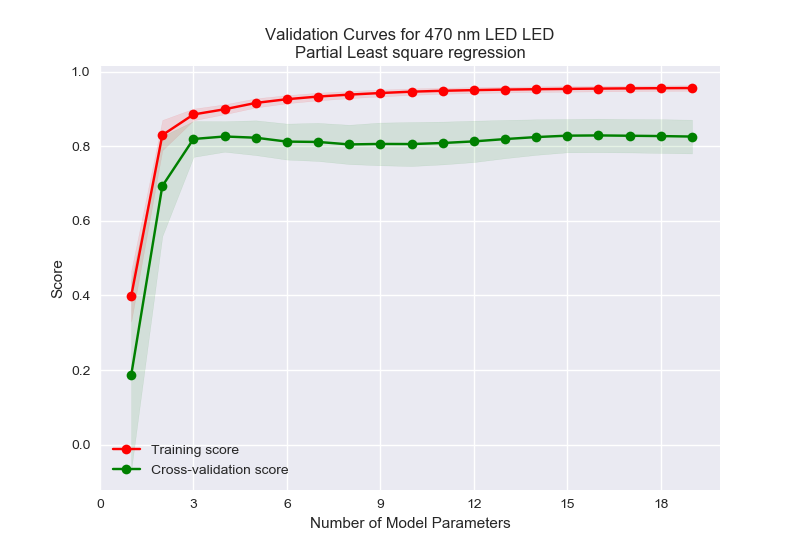 Validation Curves for 470 nm LED LED
Partial Least square regression
1.0
0.8
0.6
0.4
0.2
0.0
Score
Training score
Cross-validation score
0 3 6 9 12 15 18
Number of Model Parameters